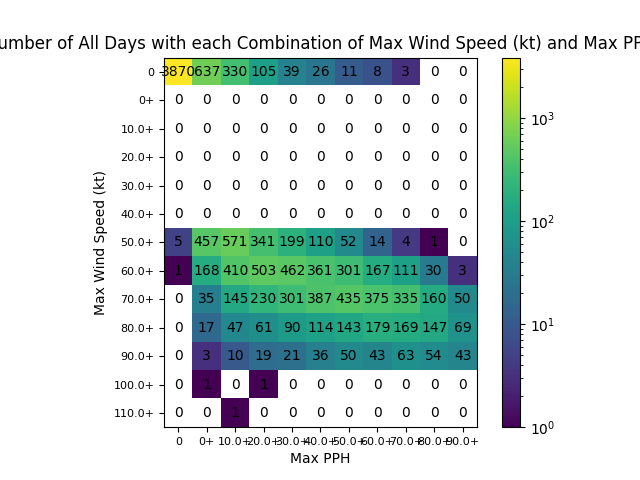 umber of All Days with each Combination of Max Wind Speed (kt) and Max PP
0 3870 637 330 105 39 26 11 8 3 0 0
0+ 0 0 0 0 0 0 0 0 0 0 0
10.0+ 0 0 0 0 0 0 0 0 0 0 0
20.0+ 0 0 0 0 0 0 0 0 0 0 0
30.0+ 0 0 0 0 0 0 0 0 0 0 0
40.0+ 0 0 0 0 0 0 0 0 0 0 0
50.0+ 5 457 571 341 199 110 52 14 4 1 0
60.0+ 1 168 410 503 462 361 301 167 111 30 3
70.0+ 0 35 145 230 301 387 435 375 335 160 50
80.0+ 0 17 47 61 90 114 143 179 169 147 69
90.0+ 0 3 10 19 21 36 50 43 63 54 43
100.0+ 0 1 0 1 0 0 0 0 0 0 0
110.0+ 0 0 1 0 0 0 0 0 0 0 0
0 0+ 10.0+ 20.0+ 30.0+ 40.0+ 50.0+ 60.0+ 70.0+ 80.0+ 90.0+
Max PPH
Max Wind Speed (kt)
10³
10²
10¹
10⁰